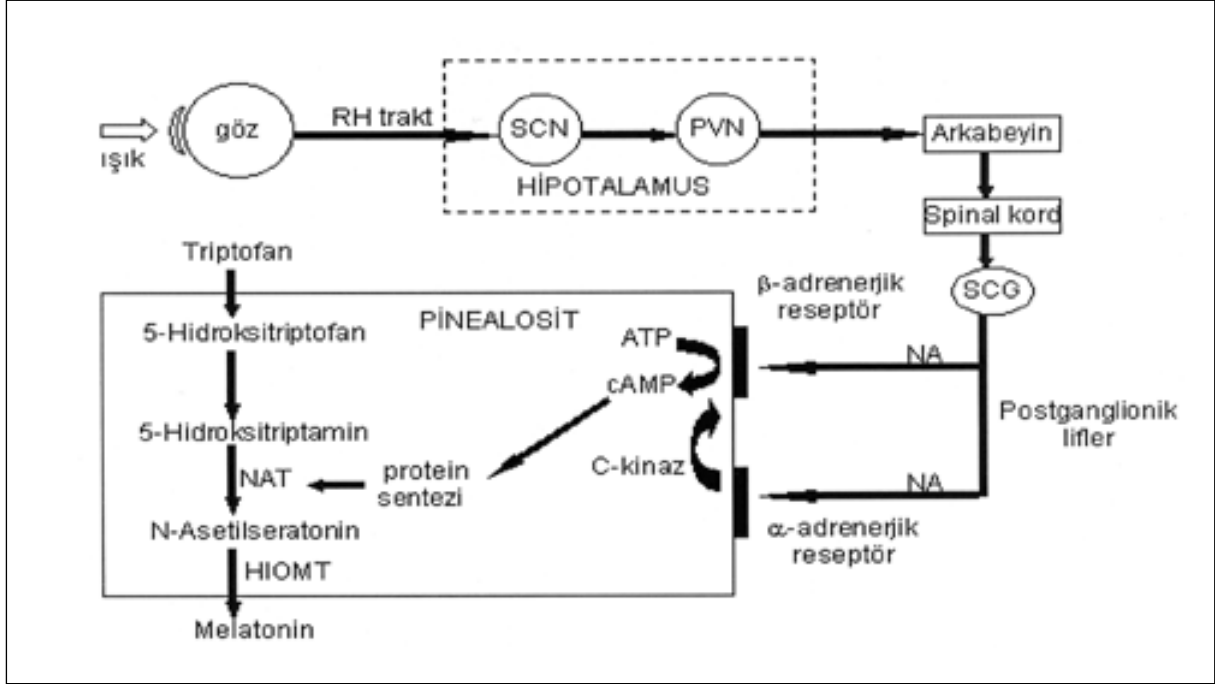 ışık
göz
RH trakt
SCN
PVN
HİPOTALAMUS
Arkabeyin
Spinal kord
SCG
Triptofan
PİNEALOSİT
5-Hidroksitriptofan
5-Hidroksitriptamin
NAT
protein
sentezi
N-Asetilseratonin
HIOMT
Melatonin
ATP
cAMP
C-kinaz
β-adrenerjik
reseptör
NA
Postganglionik
lifler
NA
α-adrenerjik
reseptör